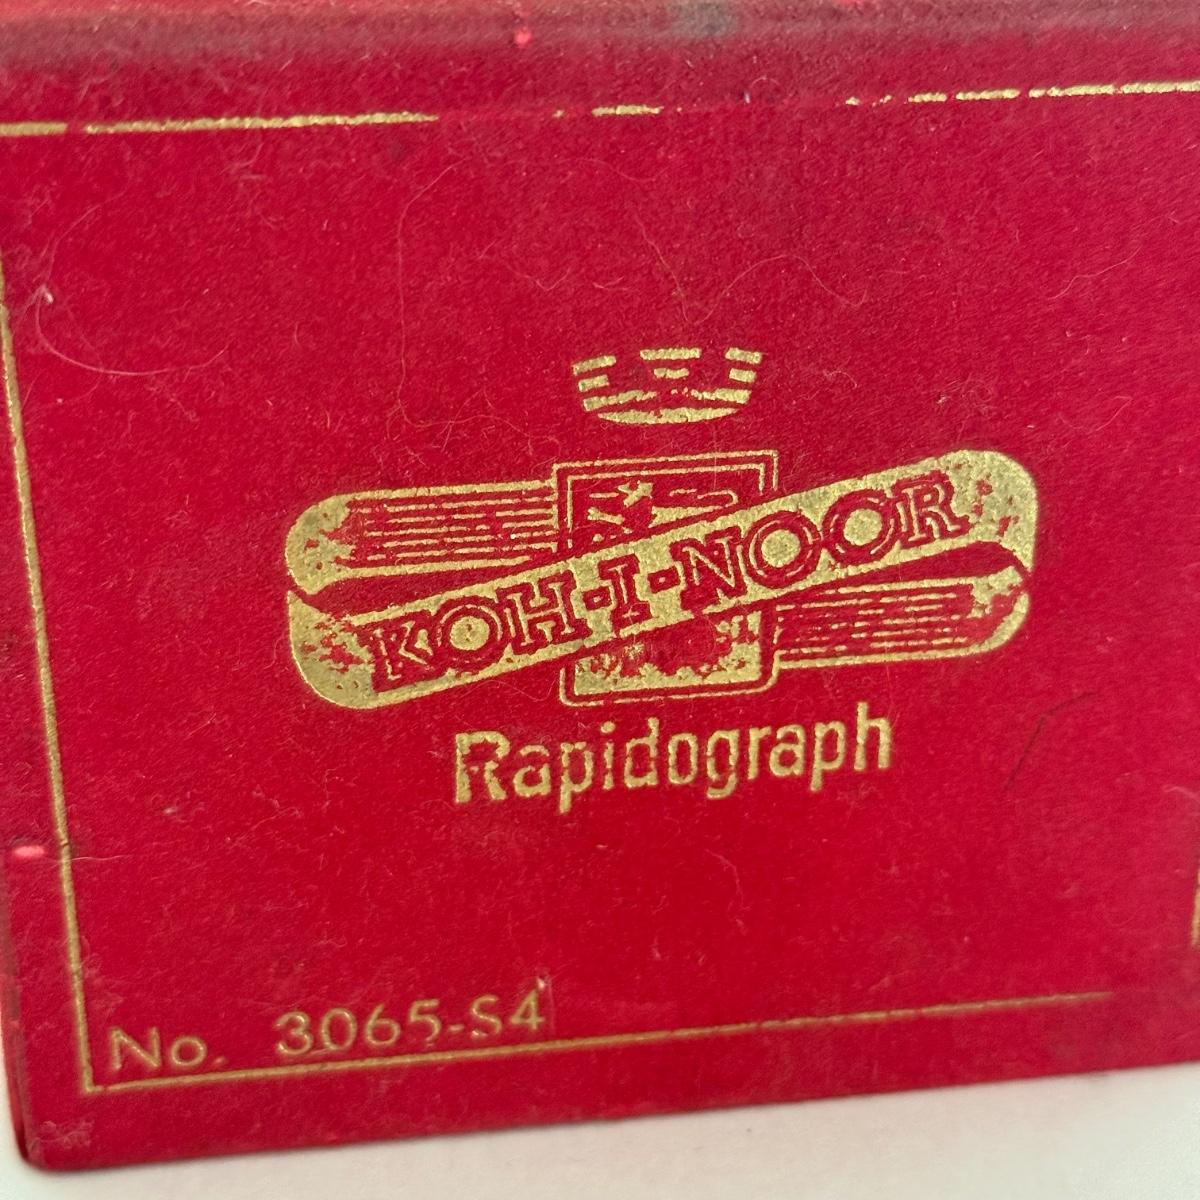 KOH-I-NOOR
Rapidograph
No. 3065-S4